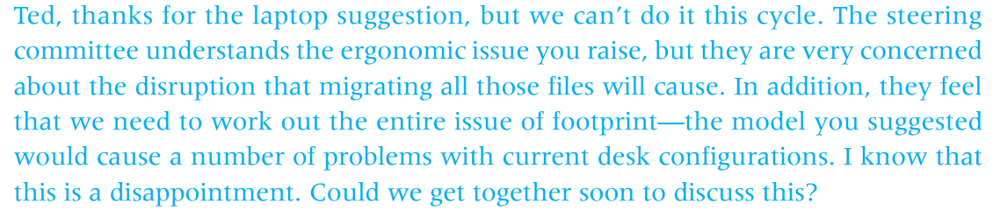 Ted, thanks for the laptop suggestion, but we can’t do it this cycle. The steering
committee understands the ergonomic issue you raise, but they are very concerned
about the disruption that migrating all those files will cause. In addition, they feel
that we need to work out the entire issue of footprint—the model you suggested
would cause a number of problems with current desk configurations. I know that
this is a disappointment. Could we get together soon to discuss this?